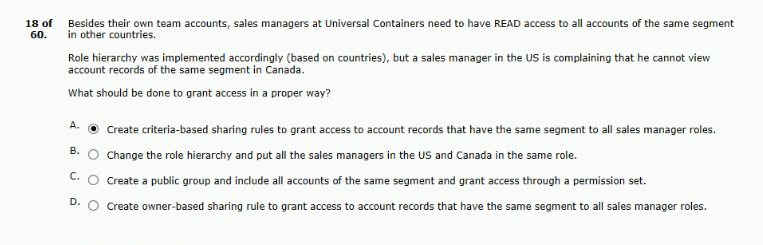 18 of Besides their own team accounts, sales managers at Universal Containers need to have READ access to all accounts of the same segment
60. in other countries.
Role hierarchy was implemented accordingly (based on countries), but a sales manager in the US is complaining that he cannot view
account records of the same segment in Canada.
What should be done to grant access in a proper way?
A. Create criteria-based sharing rules to grant access to account records that have the same segment to all sales manager roles.
B. Change the role hierarchy and put all the sales managers in the US and Canada in the same role.
C. Create a public group and include all accounts of the same segment and grant access through a permission set.
D. Create owner-based sharing rule to grant access to account records that have the same segment to all sales manager roles.